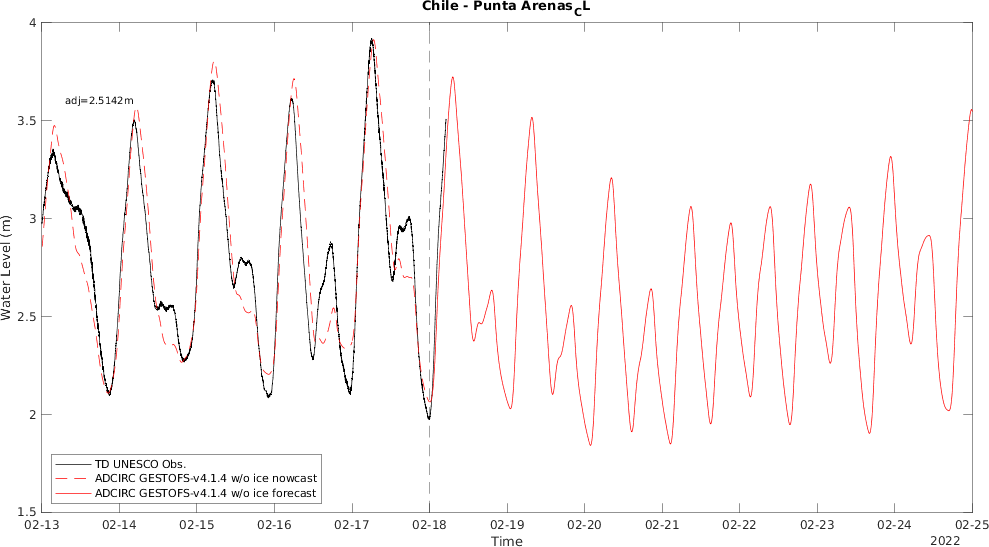 Chile - Punta Arenas_CL
4
3.5
3
2.5
2
1.5
Water Level (m)
adj=2.5142m
TD UNESCO Obs.
ADCIRC GESTOFS-v4.1.4 w/o ice nowcast
ADCIRC GESTOFS-v4.1.4 w/o ice forecast
02-13 02-14 02-15 02-16 02-17 02-18 02-19 02-20 02-21 02-22 02-23 02-24 02-25
Time
2022